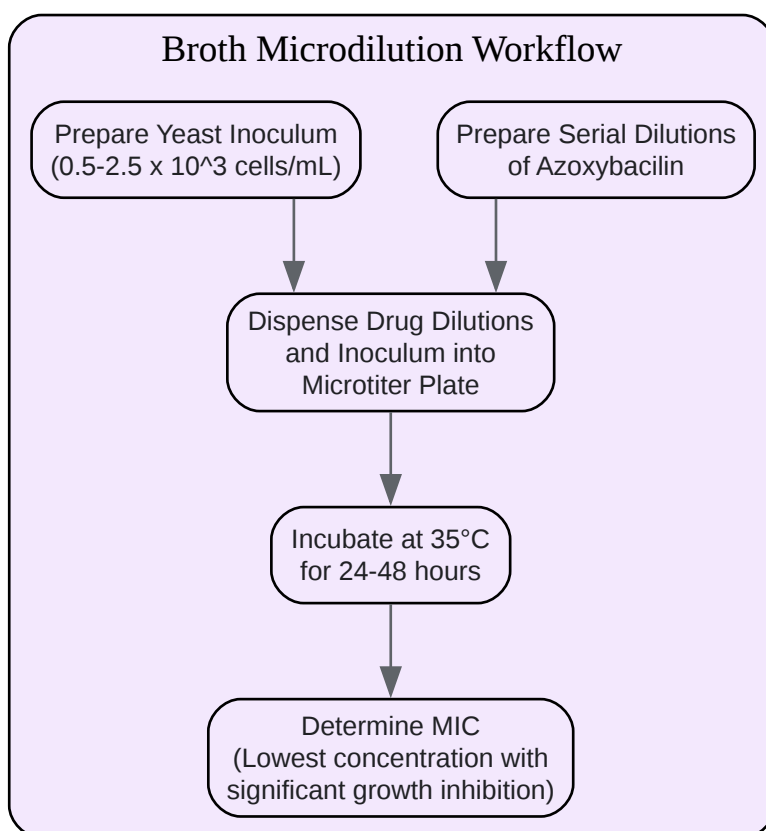 Broth Microdilution Workflow
Prepare Yeast Inoculum
(0.5-2.5 x 10^3 cells/mL)
Prepare Serial Dilutions
of Azoxybacilin
Dispense Drug Dilutions
and Inoculum into
Microtiter Plate
Incubate at 35°C
for 24-48 hours
Determine MIC
(Lowest concentration with
significant growth inhibition)